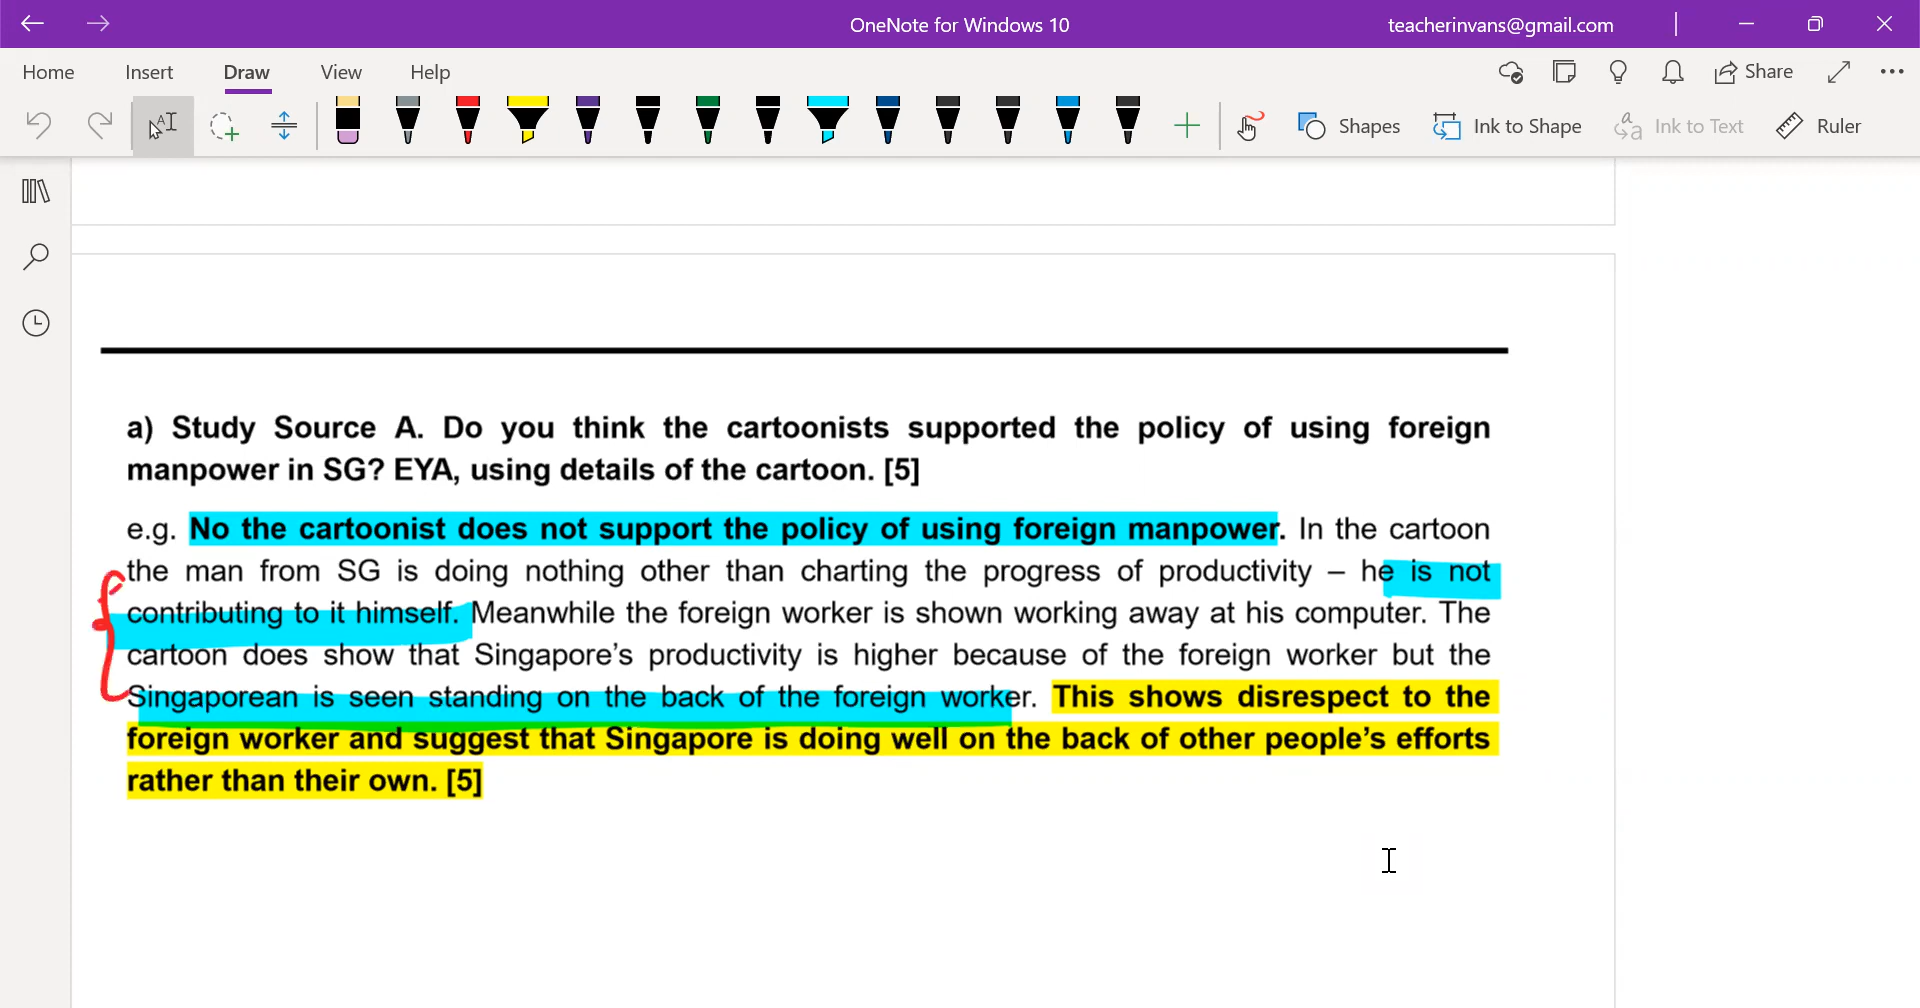 OneNote for Windows 10
teacherinvans@gmail.com
Home Insert Draw View Help
Share
Shapes Ink to Shape Ink to Text Ruler
a) Study Source A. Do you think the cartoonists supported the policy of using foreign
manpower in SG? EYA, using details of the cartoon. [5]
e.g. No the cartoonist does not support the policy of using foreign manpower. In the cartoon
the man from SG is doing nothing other than charting the progress of productivity – he is not
contributing to it himself. Meanwhile the foreign worker is shown working away at his computer. The
cartoon does show that Singapore’s productivity is higher because of the foreign worker but the
Singaporean is seen standing on the back of the foreign worker. This shows disrespect to the
foreign worker and suggest that Singapore is doing well on the back of other people’s efforts
rather than their own. [5]